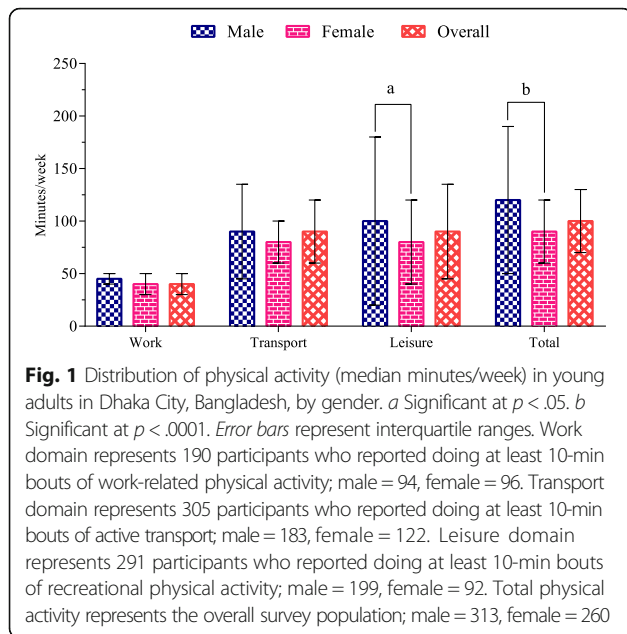 Male Female Overall
250
200
150
100
50
0
Minutes/week
a
b
Work Transport Leisure Total
Fig. 1 Distribution of physical activity (median minutes/week) in young
adults in Dhaka City, Bangladesh, by gender. a Significant at p < .05. b
Significant at p < .0001. Error bars represent interquartile ranges. Work
domain represents 190 participants who reported doing at least 10-min
bouts of work-related physical activity; male = 94, female = 96. Transport
domain represents 305 participants who reported doing at least 10-min
bouts of active transport; male = 183, female = 122. Leisure domain
represents 291 participants who reported doing at least 10-min bouts
of recreational physical activity; male = 199, female = 92. Total physical
activity represents the overall survey population; male = 313, female = 260